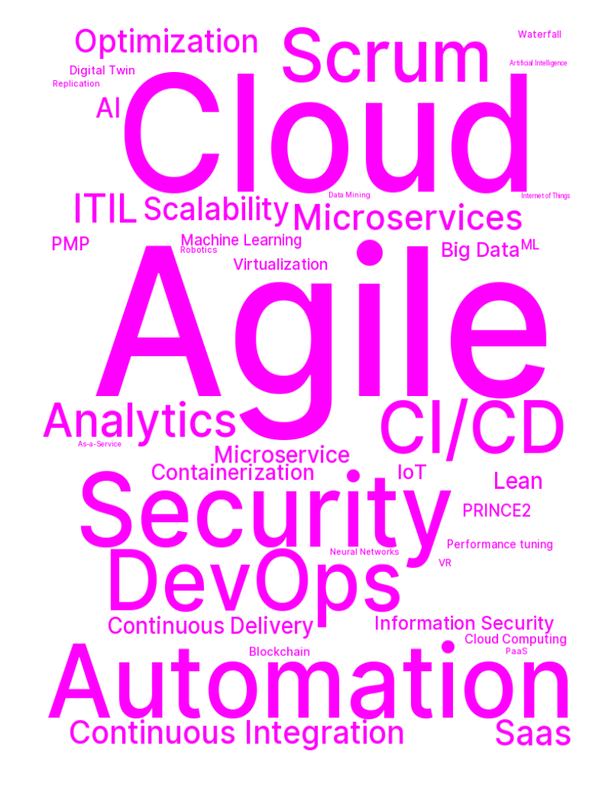 Optimization
Scrum
Waterfall
Digital Twin
Artificial Intelligence
Replication
Cloud
AI
Data Mining
Internet of Things
ITIL
Scalability
Microservices
PMP
Machine Learning
Big Data
ML
Robotics
Virtualization
Agile
Analytics
CI/CD
As-a-Service
Microservice
Containerization
IoT
Lean
Security
PRINCE2
Performance tuning
Neural Networks
VR
DevOps
Continuous Delivery
Information Security
Cloud Computing
Blockchain
PaaS
Automation
Continuous Integration
Saas